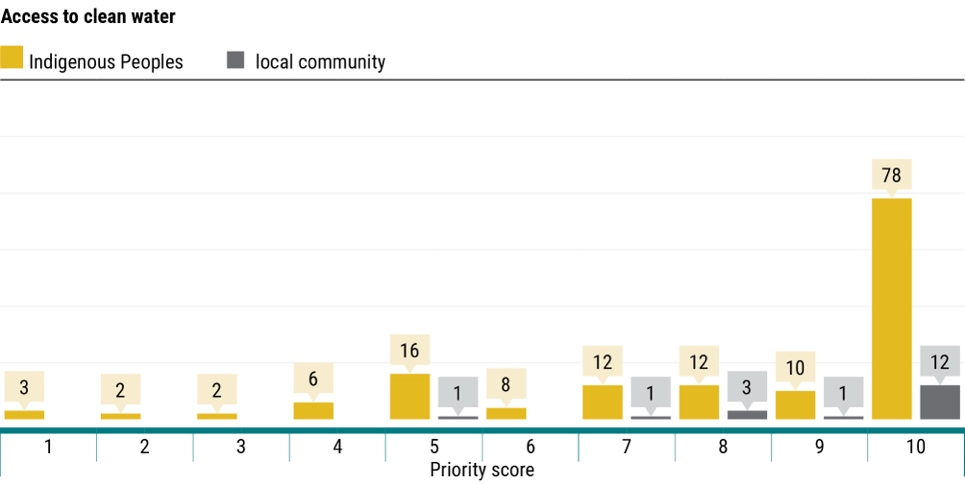 Access to clean water
Indigenous Peoples local community
78
16
12 12 12
10
3 2 2 6 1 8 1 3 1
1 2 3 4 5 6 7 8 9 10
Priority score